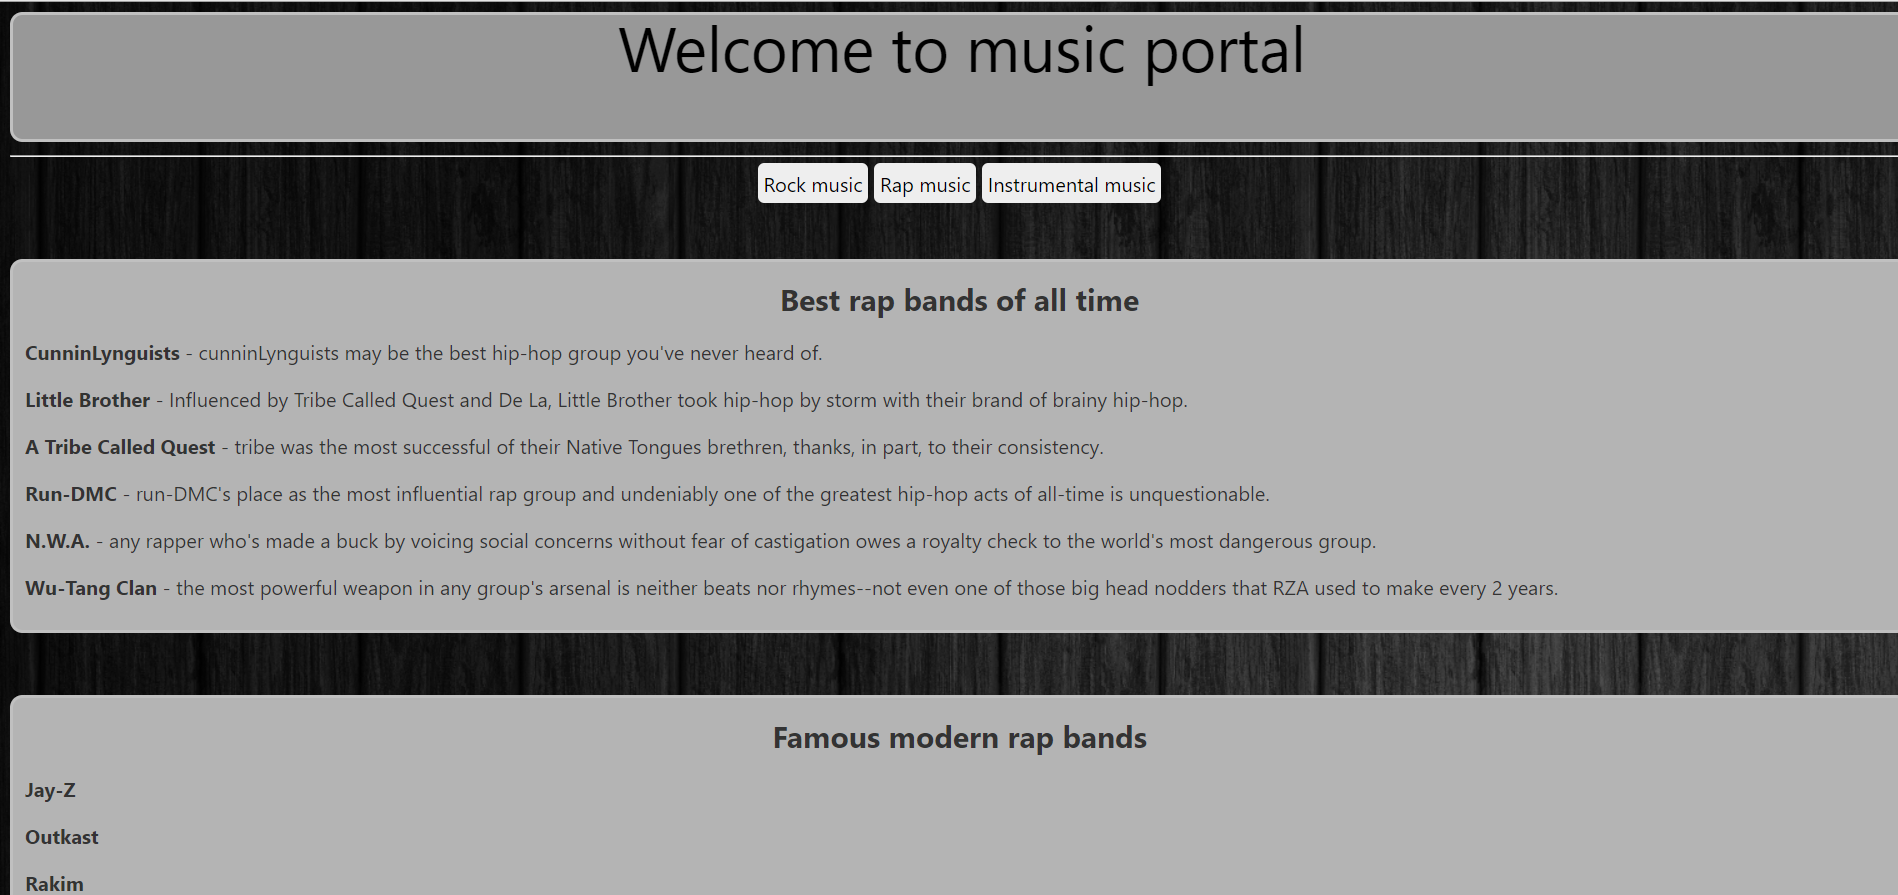 Welcome to music portal
Rock music Rap music Instrumental music
Best rap bands of all time
CunninLynguists - cunninLynguists may be the best hip-hop group you've never heard of.
Little Brother - Influenced by Tribe Called Quest and De La, Little Brother took hip-hop by storm with their brand of brainy hip-hop.
A Tribe Called Quest - tribe was the most successful of their Native Tongues brethren, thanks, in part, to their consistency.
Run-DMC - run-DMC's place as the most influential rap group and undeniably one of the greatest hip-hop acts of all-time is unquestionable.
N.W.A. - any rapper who's made a buck by voicing social concerns without fear of castigation owes a royalty check to the world's most dangerous group.
Wu-Tang Clan - the most powerful weapon in any group's arsenal is neither beats nor rhymes--not even one of those big head nodders that RZA used to make every 2 years.
Famous modern rap bands
Jay-Z
Outkast
Rakim